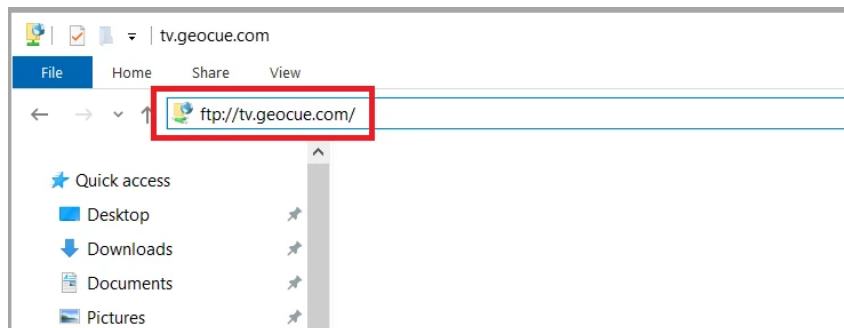 tv.geocue.com
File Home Share View
ftp://tv.geocue.com/
Quick access
Desktop
Downloads
Documents
Pictures